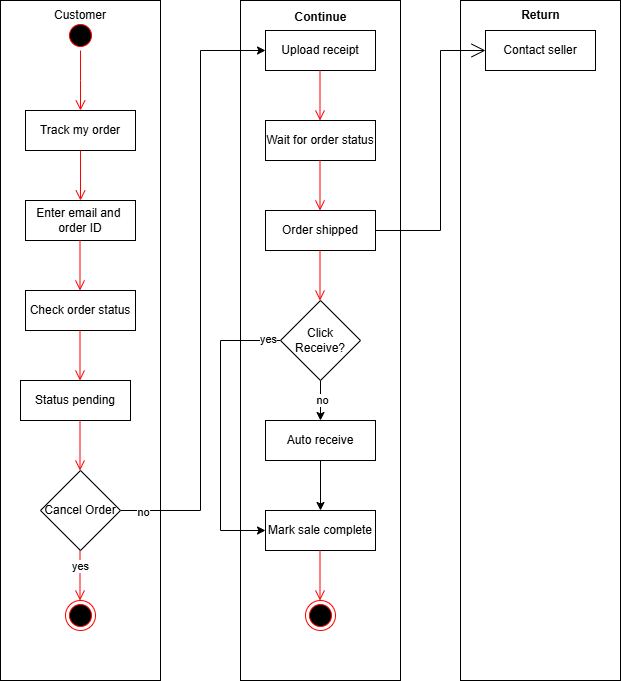 Customer
Track my order
Enter email and
order ID
Check order status
Status pending
Cancel Order
no
yes
Continue
Upload receipt
Wait for order status
Order shipped
Click
Receive?
yes
no
Auto receive
Mark sale complete
Return
Contact seller